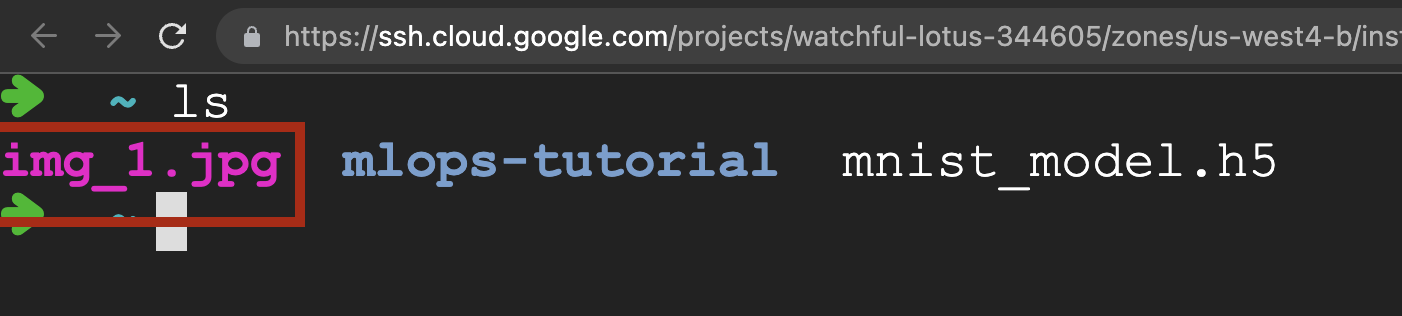 https://ssh.cloud.google.com/projects/watchful-lotus-344605/zones/us-west4-b/inst
➜ ~ ls
img_1.jpg mlops-tutorial mnist_model.h5
➜ ~